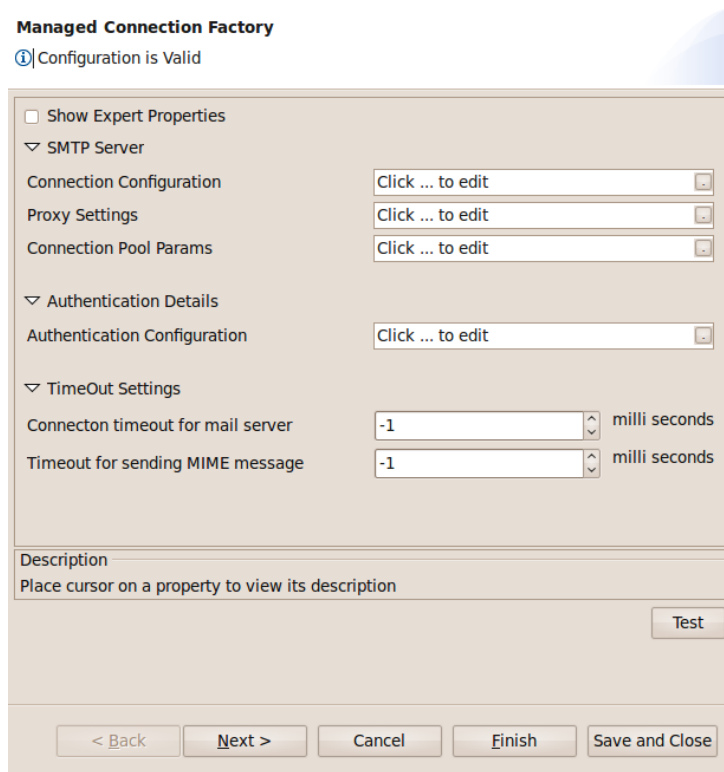 Managed Connection Factory
Configuration is Valid
Show Expert Properties
SMTP Server
Connection Configuration Click ... to edit
Proxy Settings Click ... to edit
Connection Pool Params Click ... to edit
Authentication Details
Authentication Configuration Click ... to edit
TimeOut Settings
Connecton timeout for mail server -1 milli seconds
Timeout for sending MIME message -1 milli seconds
Description
Place cursor on a property to view its description
Test
< Back Next > Cancel Finish Save and Close